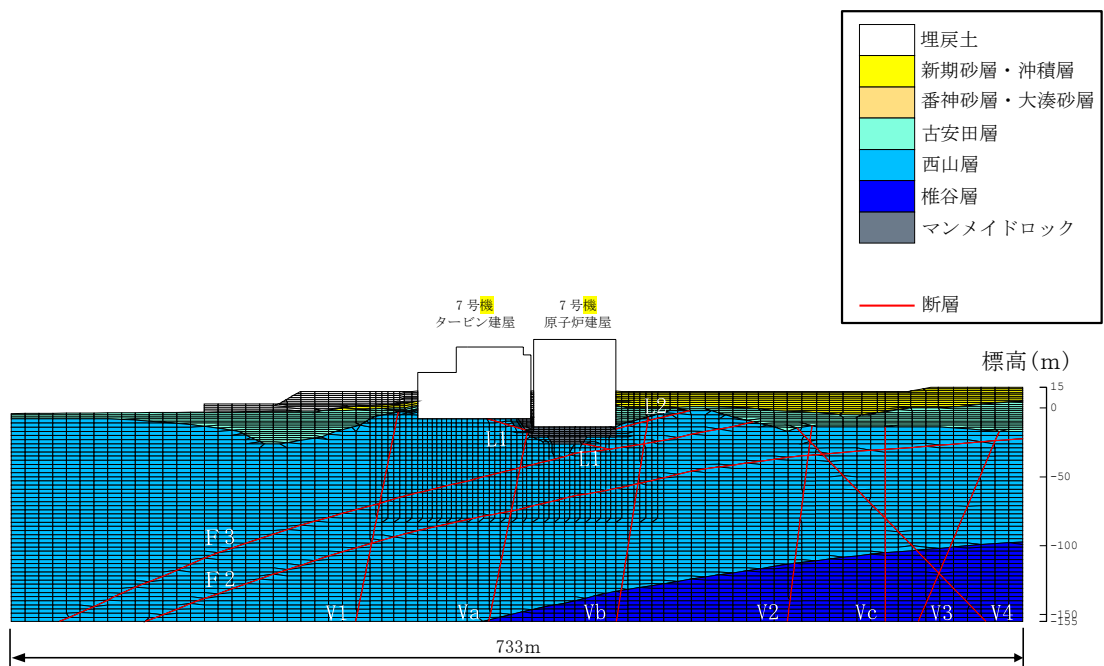 埋戻土
新期砂層・沖積層
番神砂層・大湊砂層
古安田層
西山層
椎谷層
マンメイドロック
断層
7号機
タービン建屋
7号機
原子炉建屋
標高(m)
15
0
-50
-100
-150
-155
L2
L1
L1
F3
F2
V1
Va
Vb
V2
Vc
V3
V4
733m